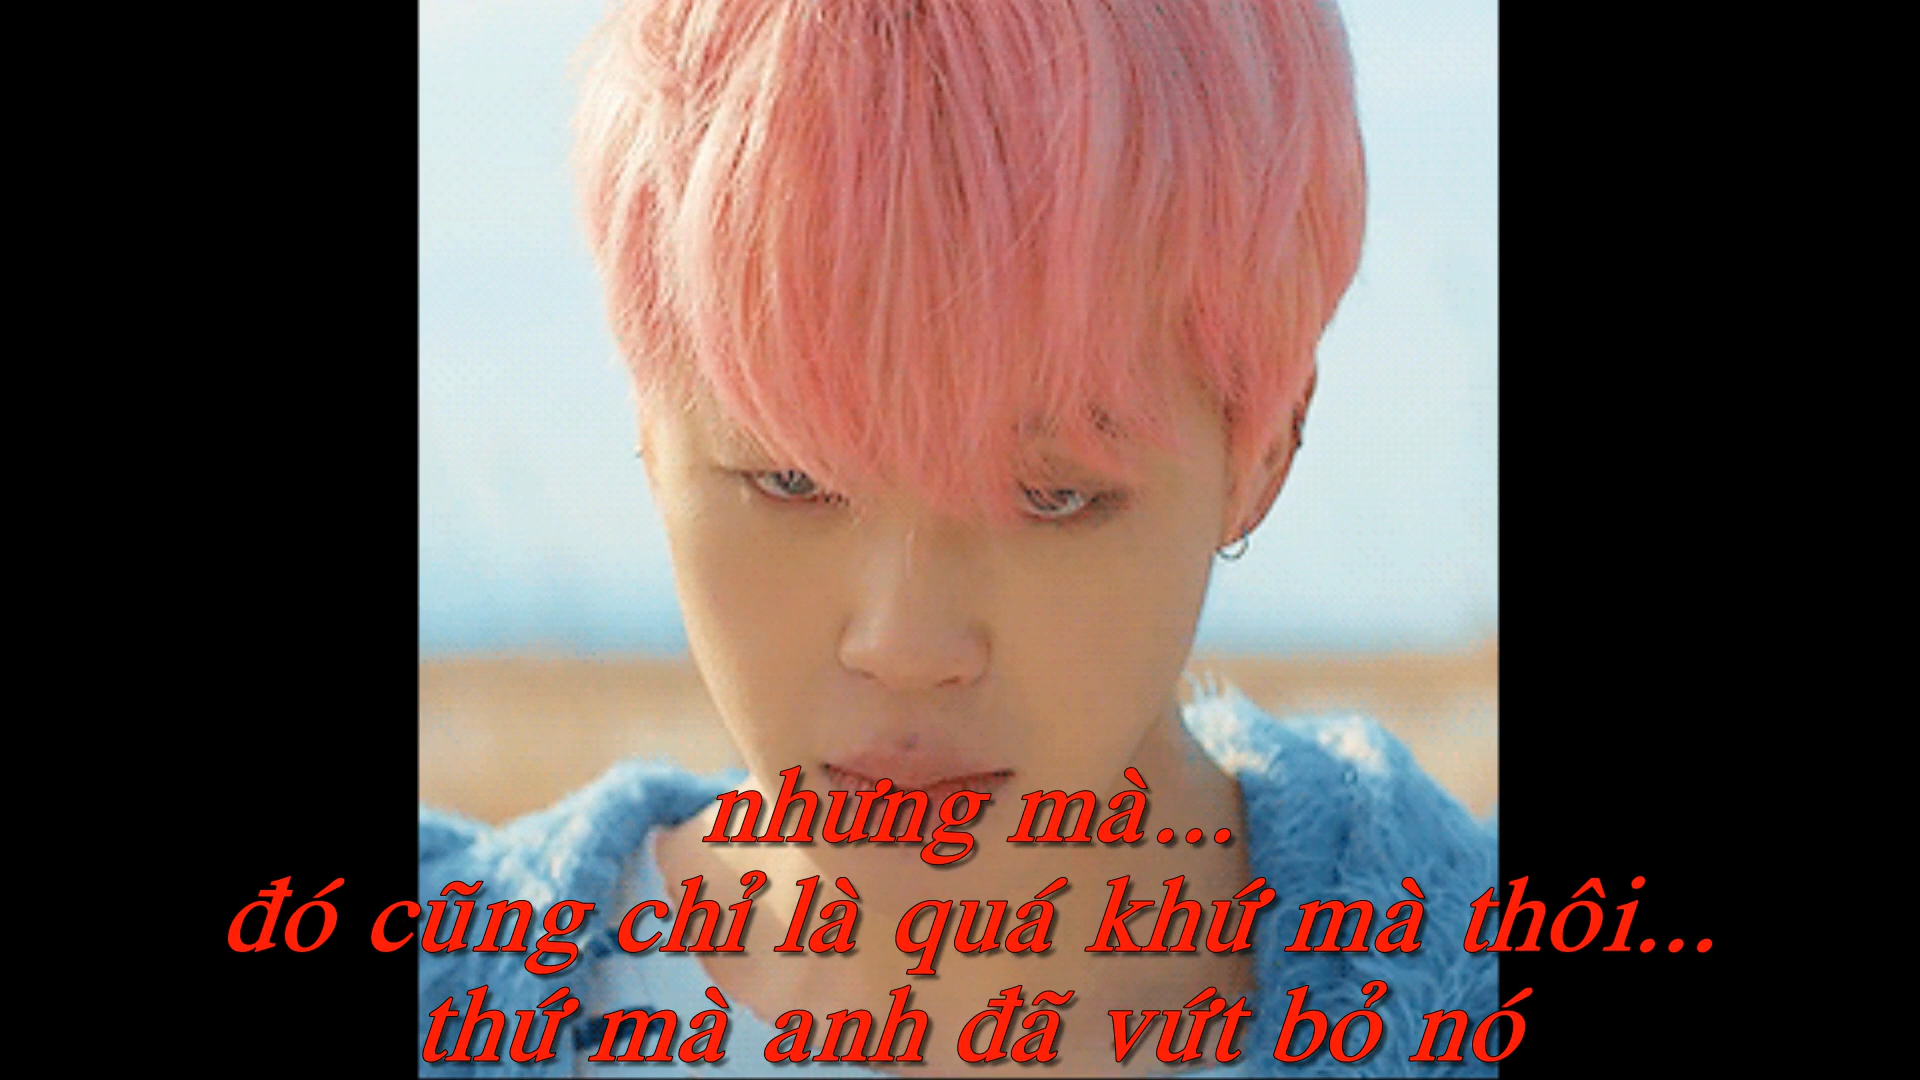 nhưng mà...
đó cũng chỉ là quá khứ mà thôi...
thứ mà anh đã vứt bỏ nó